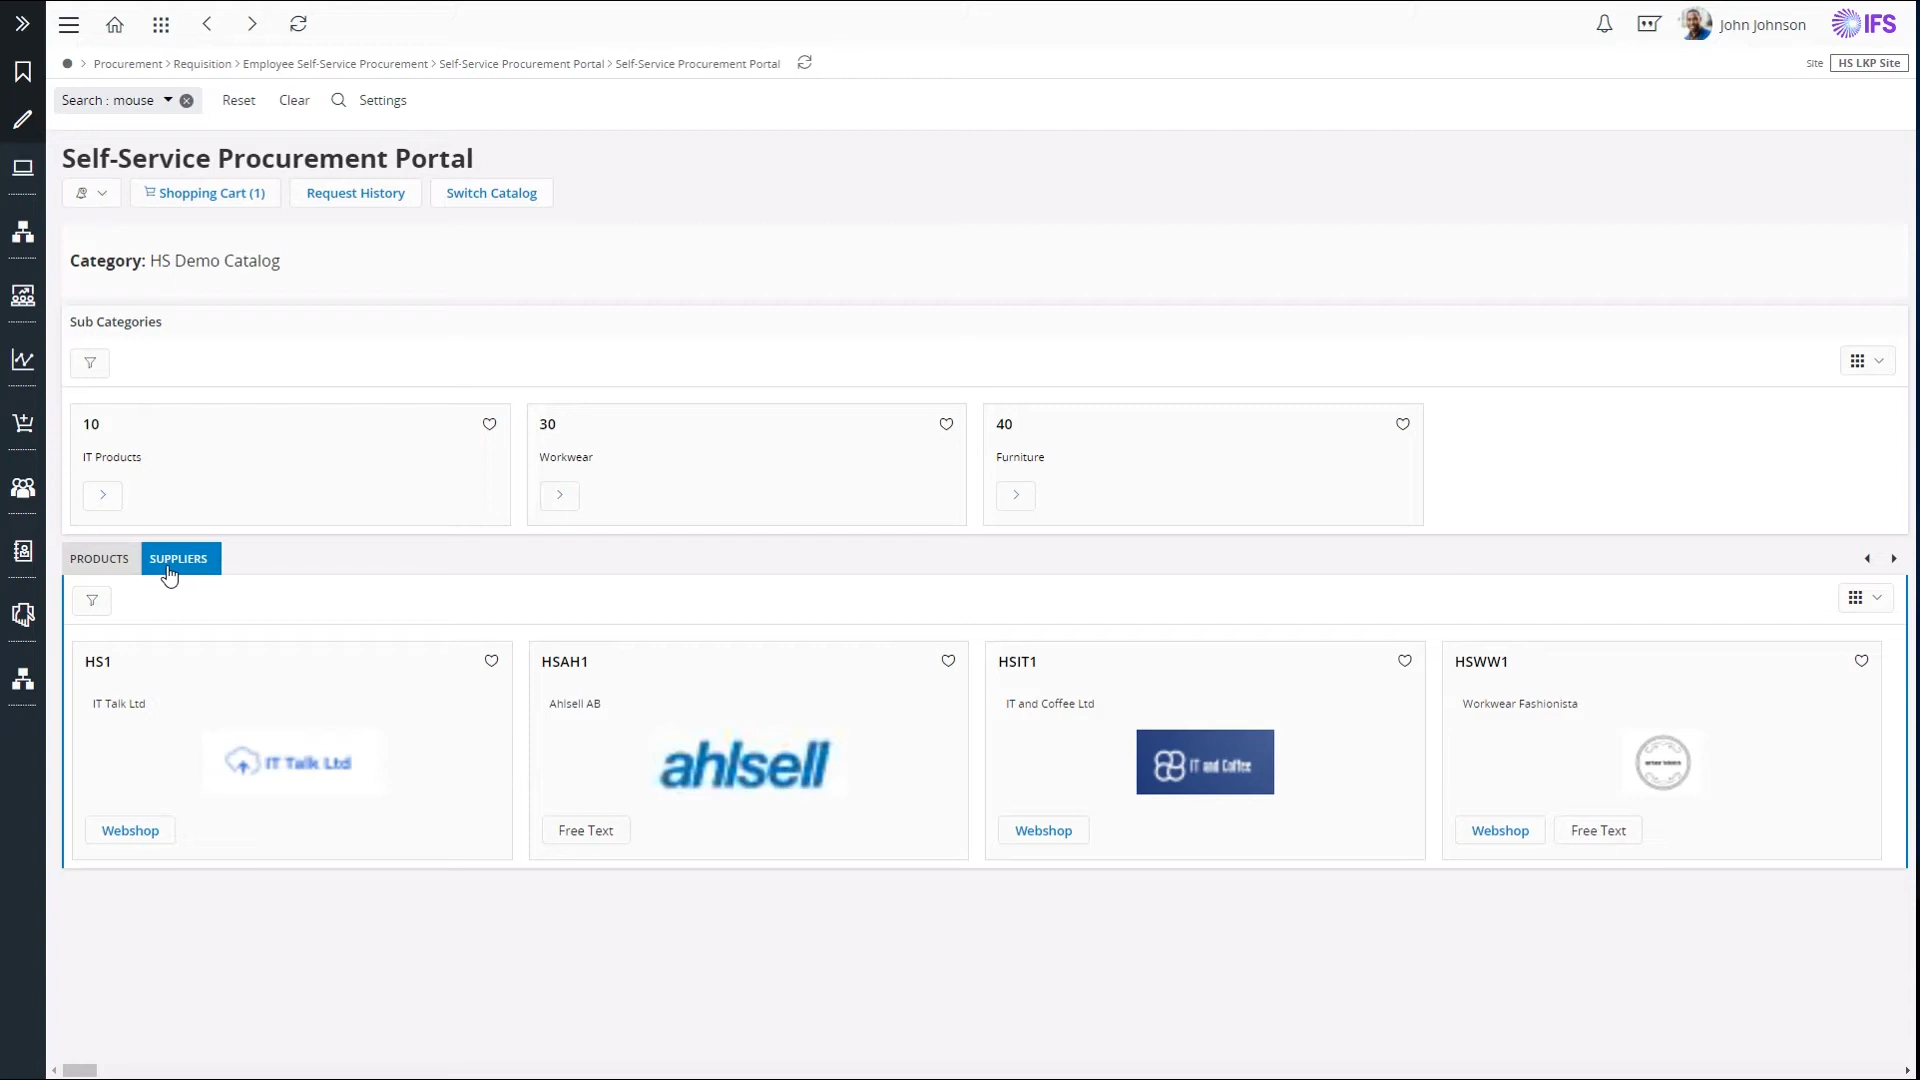 John Johnson
IFS
Procurement > Requisition > Employee Self-Service Procurement > Self-Service Procurement Portal > Self-Service Procurement Portal
Site HS LKP Site
Search : mouse Reset Clear Settings
Self-Service Procurement Portal
Shopping Cart (1) Request History Switch Catalog
Category: HS Demo Catalog
Sub Categories
10 30 40
IT Products Workwear Furniture
PRODUCTS SUPPLIERS
HS1 HSAH1 HSIT1 HSWW1
IT Talk Ltd Ahlsell AB IT and Coffee Ltd Workwear Fashionista
IT Talk Ltd ahlsell IT and Coffee
Webshop Free Text Webshop Webshop Free Text